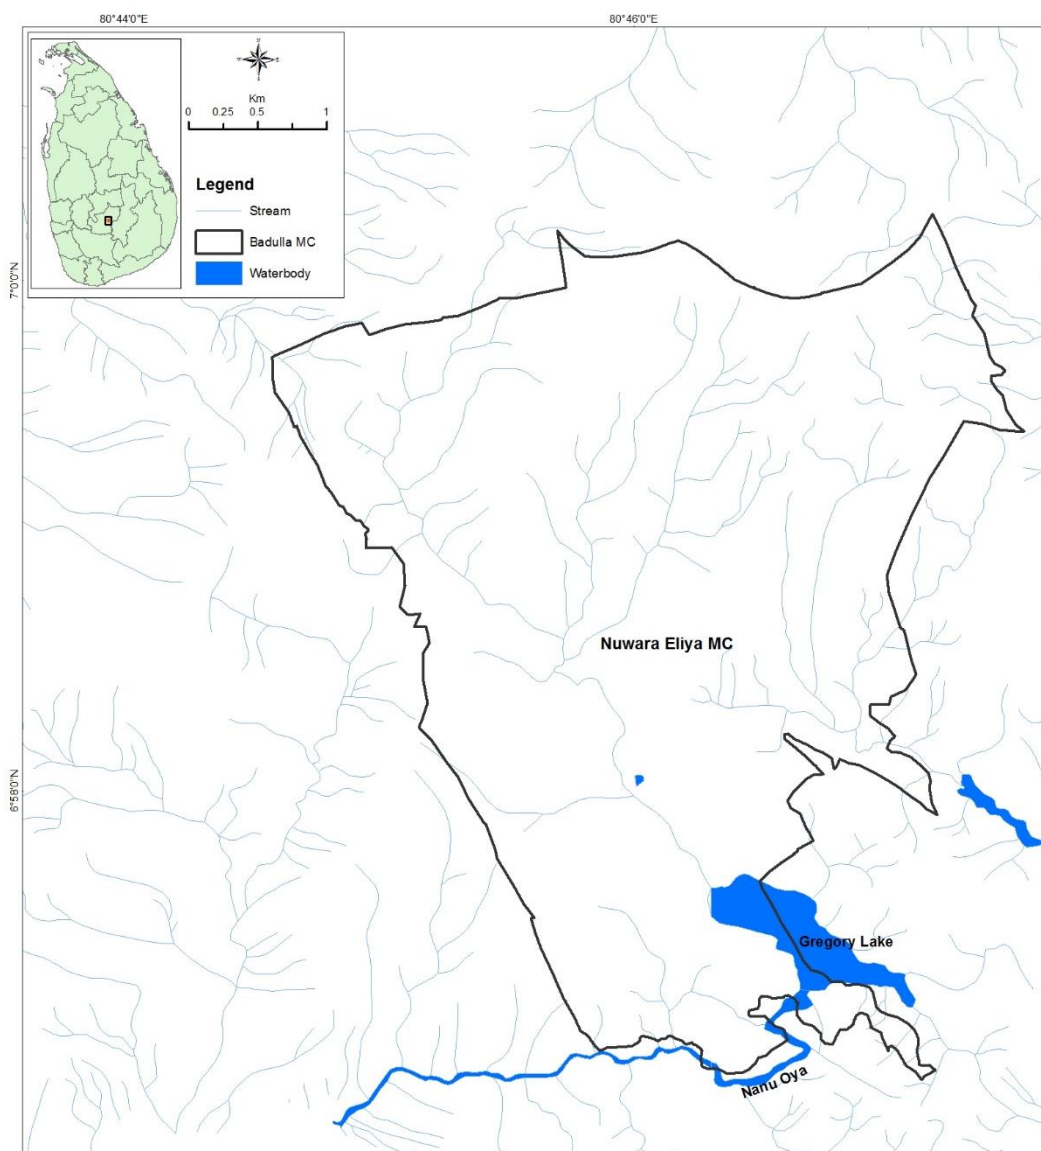 80°44'0"E
80°46'0"E
Km
0 0.25 0.5 1
Legend
Stream
Badulla MC
Waterbody
7°0'0"N
Nuwara Eliya MC
6°58'0"N
Gregory Lake
Nanu Oya